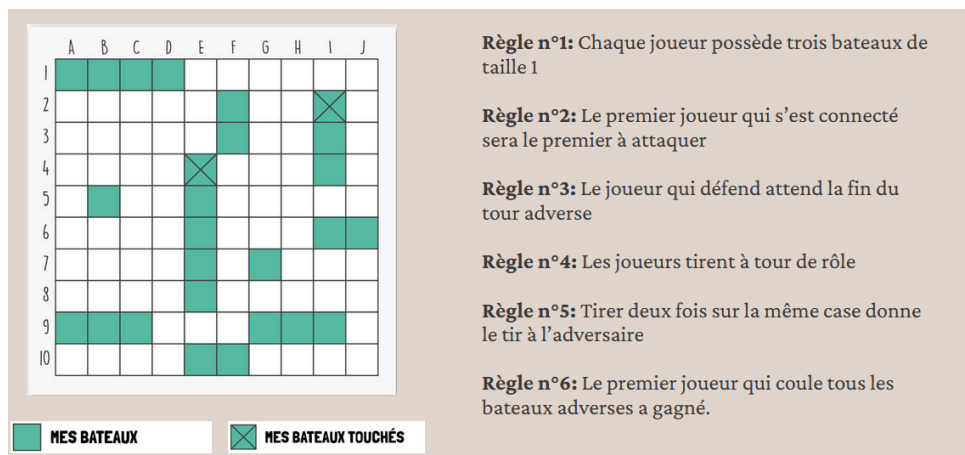 A B C D E F G H I J
1
2
3
4
5
6
7
8
9
10
MES BATEAUX
MES BATEAUX TOUCHÉS
Règle n°1: Chaque joueur possède trois bateaux de
taille 1
Règle n°2: Le premier joueur qui s'est connecté
sera le premier à attaquer
Règle n°3: Le joueur qui défend attend la fin du
tour adverse
Règle n°4: Les joueurs tirent à tour de rôle
Règle n°5: Tirer deux fois sur la même case donne
le tir à l'adversaire
Règle n°6: Le premier joueur qui coule tous les
bateaux adverses a gagné.